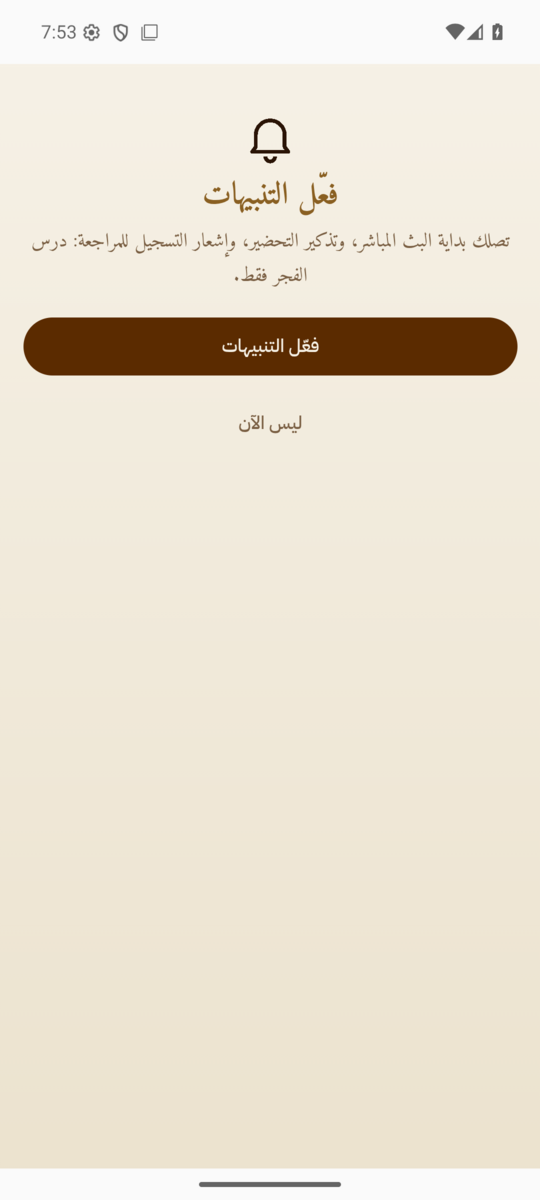 7:53
فعّل التنبيهات
تصلك بداية البث المباشر، وتذكير التحضير، وإشعار التسجيل للمراجعة: درس
الفجر فقط.
فعّل التنبيهات
ليس الآن